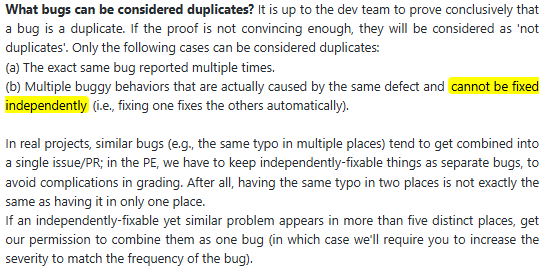 What bugs can be considered duplicates? It is up to the dev team to prove conclusively that
a bug is a duplicate. If the proof is not convincing enough, they will be considered as 'not
duplicates'. Only the following cases can be considered duplicates:
(a) The exact same bug reported multiple times.
(b) Multiple buggy behaviors that are actually caused by the same defect and cannot be fixed
independently (i.e., fixing one fixes the others automatically).
In real projects, similar bugs (e.g., the same typo in multiple places) tend to get combined into
a single issue/PR; in the PE, we have to keep independently-fixable things as separate bugs, to
avoid complications in grading. After all, having the same typo in two places is not exactly the
same as having it in only one place.
If an independently-fixable yet similar problem appears in more than five distinct places, get
our permission to combine them as one bug (in which case we'll require you to increase the
severity to match the frequency of the bug).